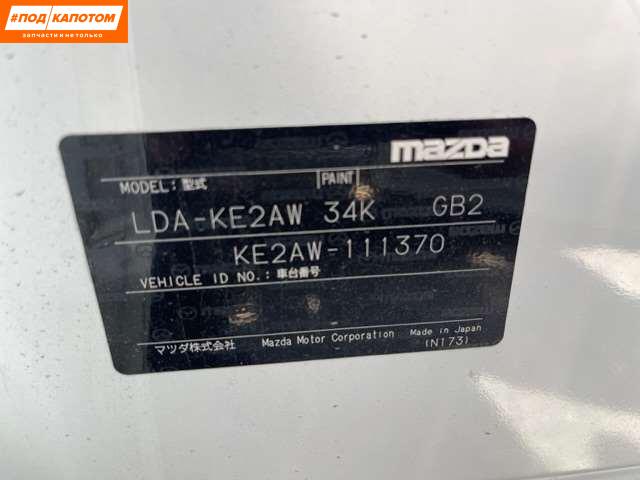 #ПОД КАПОТОМ
запчасти и не только
mazda
MODEL: 型式 PAINT
LDA-KE2AW 34K GB2
KE2AW-111370
VEHICLE ID NO.: 車台番号
マツダ株式会社 Mazda Motor Corporation Made in Japan
(N173)